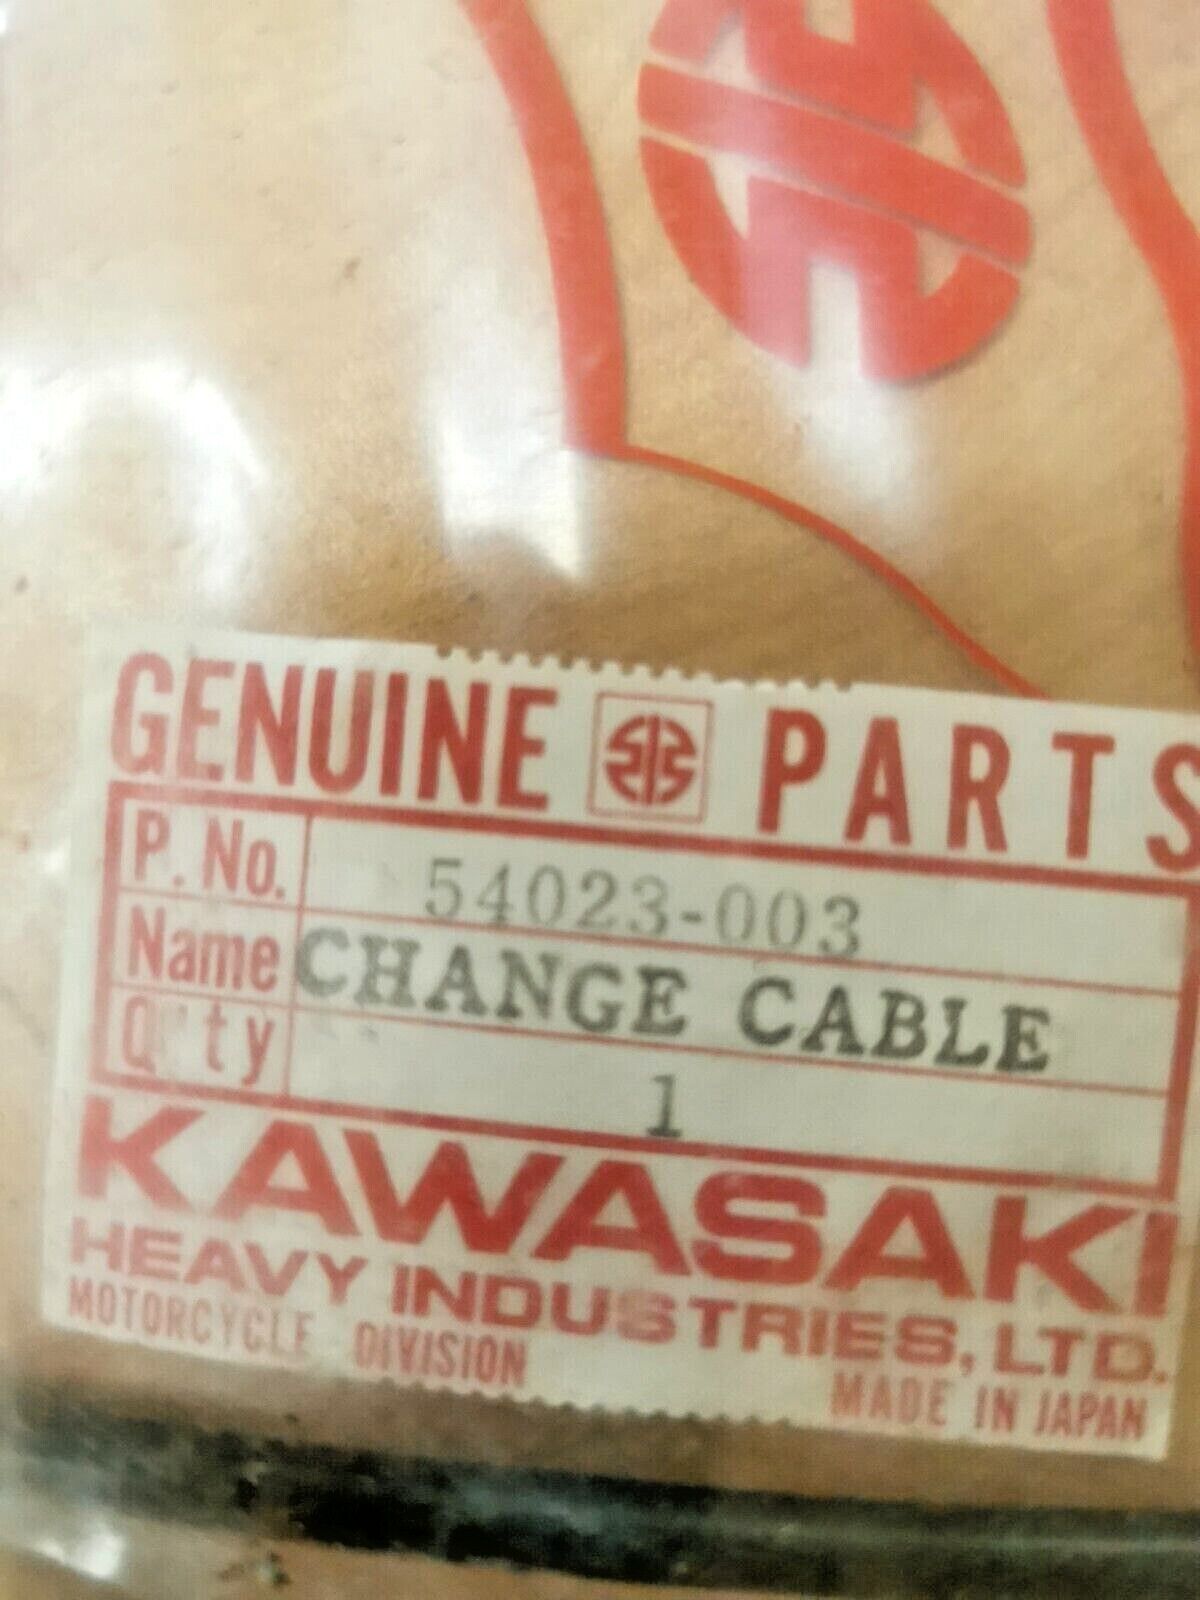 GENUINE PARTS
P. No. 54023-003
Name CHANGE CABLE
Q'ty 1
KAWASAKI
HEAVY INDUSTRIES, LTD.
MOTORCYCLE DIVISION
MADE IN JAPAN